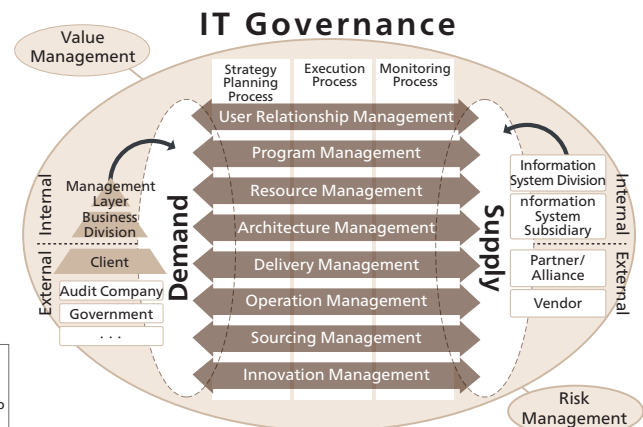 IT Governance
Value
Management
Strategy
Planning
Process
Execution
Process
Monitoring
Process
User Relationship Management
Program Management
Resource Management
Architecture Management
Delivery Management
Operation Management
Sourcing Management
Innovation Management
Demand
Supply
Internal
External
Management
Layer
Business
Division
Client
Audit Company
Government
. . .
Information
System Division
nformation
System
Subsidiary
Partner/
Alliance
Vendor
Internal
External
Risk
Management